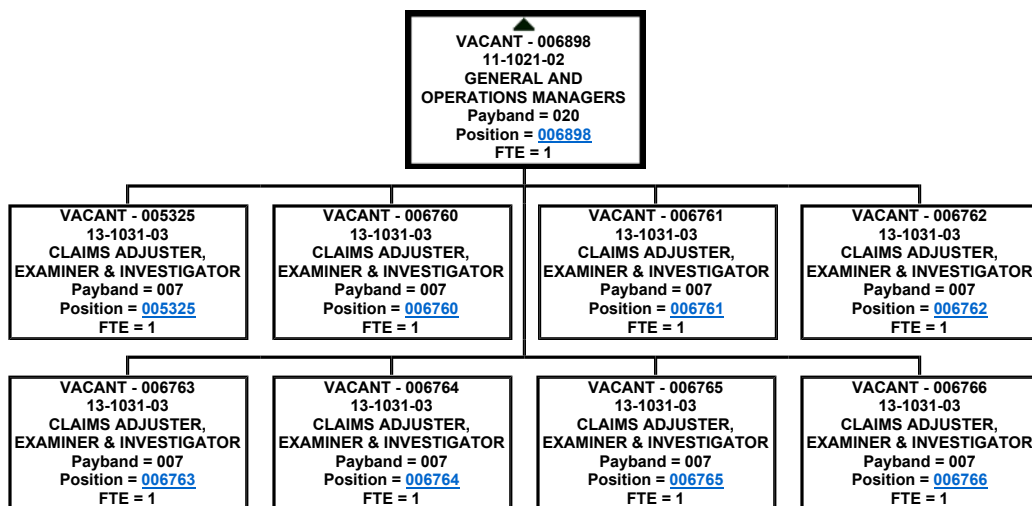 VACANT - 006898
11-1021-02
GENERAL AND
OPERATIONS MANAGERS
Payband = 020
Position = 006898
FTE = 1
VACANT - 005325
13-1031-03
CLAIMS ADJUSTER,
EXAMINER & INVESTIGATOR
Payband = 007
Position = 005325
FTE = 1
VACANT - 006760
13-1031-03
CLAIMS ADJUSTER,
EXAMINER & INVESTIGATOR
Payband = 007
Position = 006760
FTE = 1
VACANT - 006761
13-1031-03
CLAIMS ADJUSTER,
EXAMINER & INVESTIGATOR
Payband = 007
Position = 006761
FTE = 1
VACANT - 006762
13-1031-03
CLAIMS ADJUSTER,
EXAMINER & INVESTIGATOR
Payband = 007
Position = 006762
FTE = 1
VACANT - 006763
13-1031-03
CLAIMS ADJUSTER,
EXAMINER & INVESTIGATOR
Payband = 007
Position = 006763
FTE = 1
VACANT - 006764
13-1031-03
CLAIMS ADJUSTER,
EXAMINER & INVESTIGATOR
Payband = 007
Position = 006764
FTE = 1
VACANT - 006765
13-1031-03
CLAIMS ADJUSTER,
EXAMINER & INVESTIGATOR
Payband = 007
Position = 006765
FTE = 1
VACANT - 006766
13-1031-03
CLAIMS ADJUSTER,
EXAMINER & INVESTIGATOR
Payband = 007
Position = 006766
FTE = 1